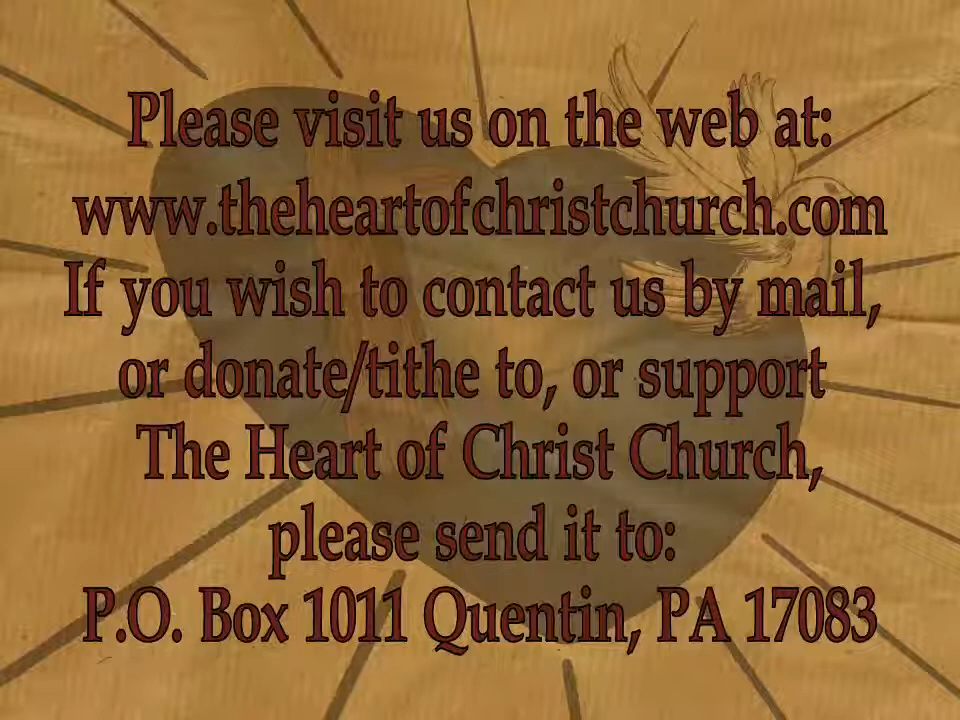 Please visit us on the web at:
www.theheartofchristchurch.com
If you wish to contact us by mail,
or donate/tithe to, or support
The Heart of Christ Church,
please send it to:
P.O. Box 1011 Quentin, PA 17083